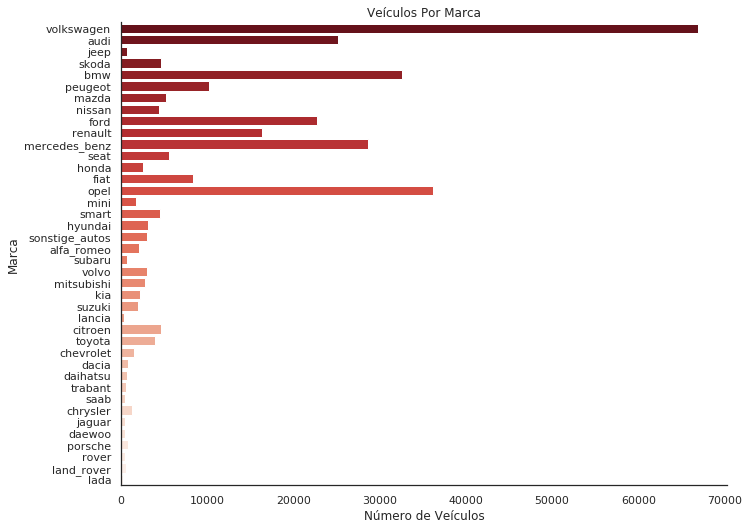 Veículos Por Marca
volkswagen
audi
jeep
skoda
bmw
peugeot
mazda
nissan
ford
renault
mercedes_benz
seat
honda
fiat
opel
mini
smart
hyundai
sonstige_autos
alfa_romeo
subaru
volvo
mitsubishi
kia
suzuki
lancia
citroen
toyota
chevrolet
dacia
daihatsu
trabant
saab
chrysler
jaguar
daewoo
porsche
rover
land_rover
lada
Marca
0 10000 20000 30000 40000 50000 60000 70000
Número de Veículos